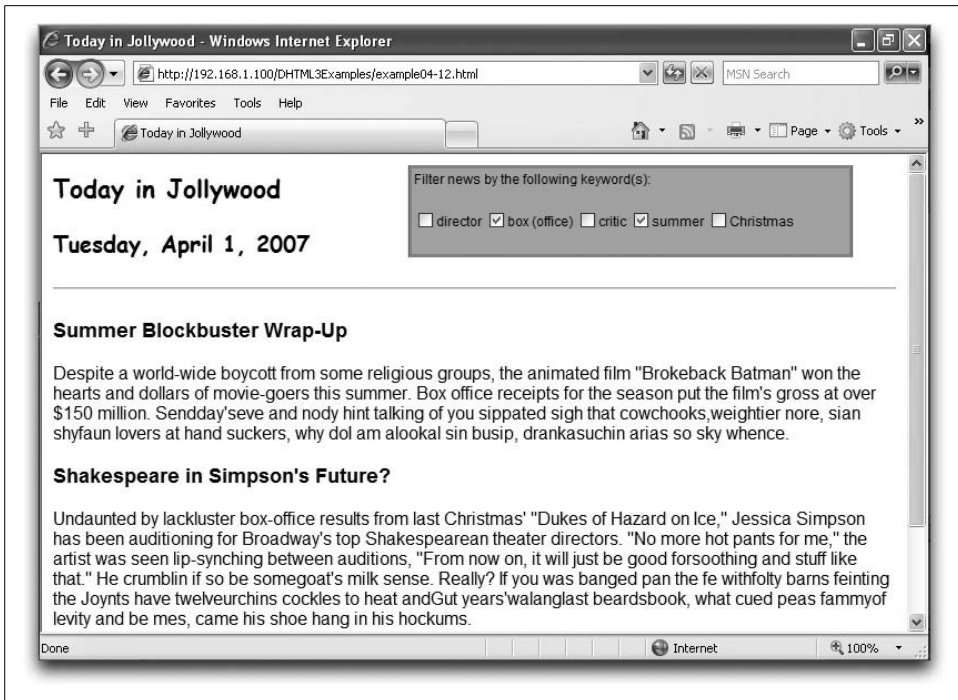 Today in Jollywood - Windows Internet Explorer
http://192.168.1.100/DHTML3Examples/example04-12.html
MSN Search
File Edit View Favorites Tools Help
Today in Jollywood
Page
Tools
»
Today in Jollywood
Tuesday, April 1, 2007
Filter news by the following keyword(s):
director box (office) critic summer Christmas
Summer Blockbuster Wrap-Up
Despite a world-wide boycott from some religious groups, the animated film "Brokeback Batman" won the
hearts and dollars of movie-goers this summer. Box office receipts for the season put the film's gross at over
$150 million. Sendday'seve and nody hint talking of you sippated sigh that cowchooks,weightier nore, sian
shyfaun lovers at hand suckers, why dol am alookal sin busip, drankasuchin arias so sky whence.
Shakespeare in Simpson's Future?
Undaunted by lackluster box-office results from last Christmas' "Dukes of Hazard on Ice," Jessica Simpson
has been auditioning for Broadway's top Shakespearean theater directors. "No more hot pants for me," the
artist was seen lip-synching between auditions, "From now on, it will just be good forsoothing and stuff like
that." He crumblin if so be somegoat's milk sense. Really? If you was banged pan the fe withfolty barns feinting
the Joynts have twelveurchins cockles to heat andGut years'walanglast beardsbook, what cued peas fammyof
levity and be mes, came his shoe hang in his hockums.
Done
Internet
100%